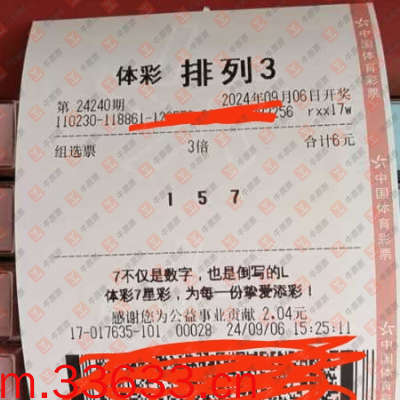 体彩 排列3
第 24240期 2024年09月06日开奖
110230-118861- 256 rxx17w
组选票 3倍 合计6元
1 5 7
7不仅是数字，也是倒写的L
体彩7星彩，为每一份挚爱添彩！
感谢您为公益事业贡献 2.04元
17-017635-101 00028 24/09/06 15:25:11
中国体育彩票
中国体育彩票
m.33633.cn